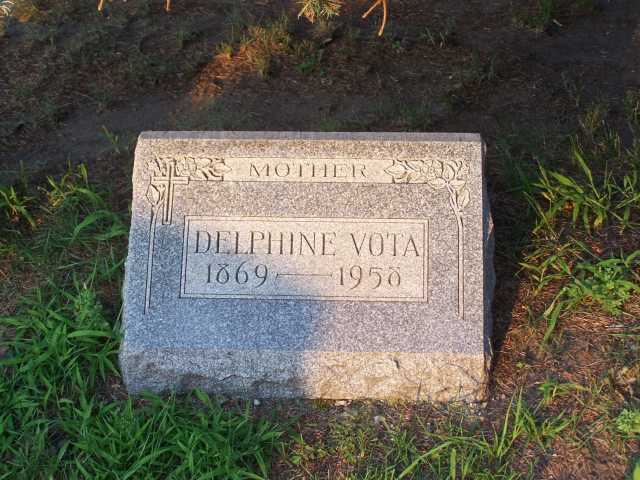 MOTHER
DELPHINE VOTA
1869 — 1958